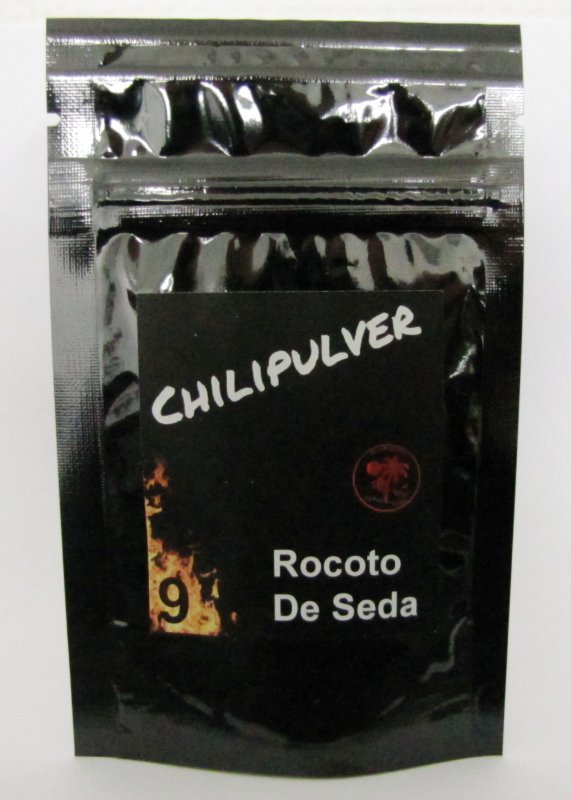 CHILIPULVER
Rocoto
De Seda
9